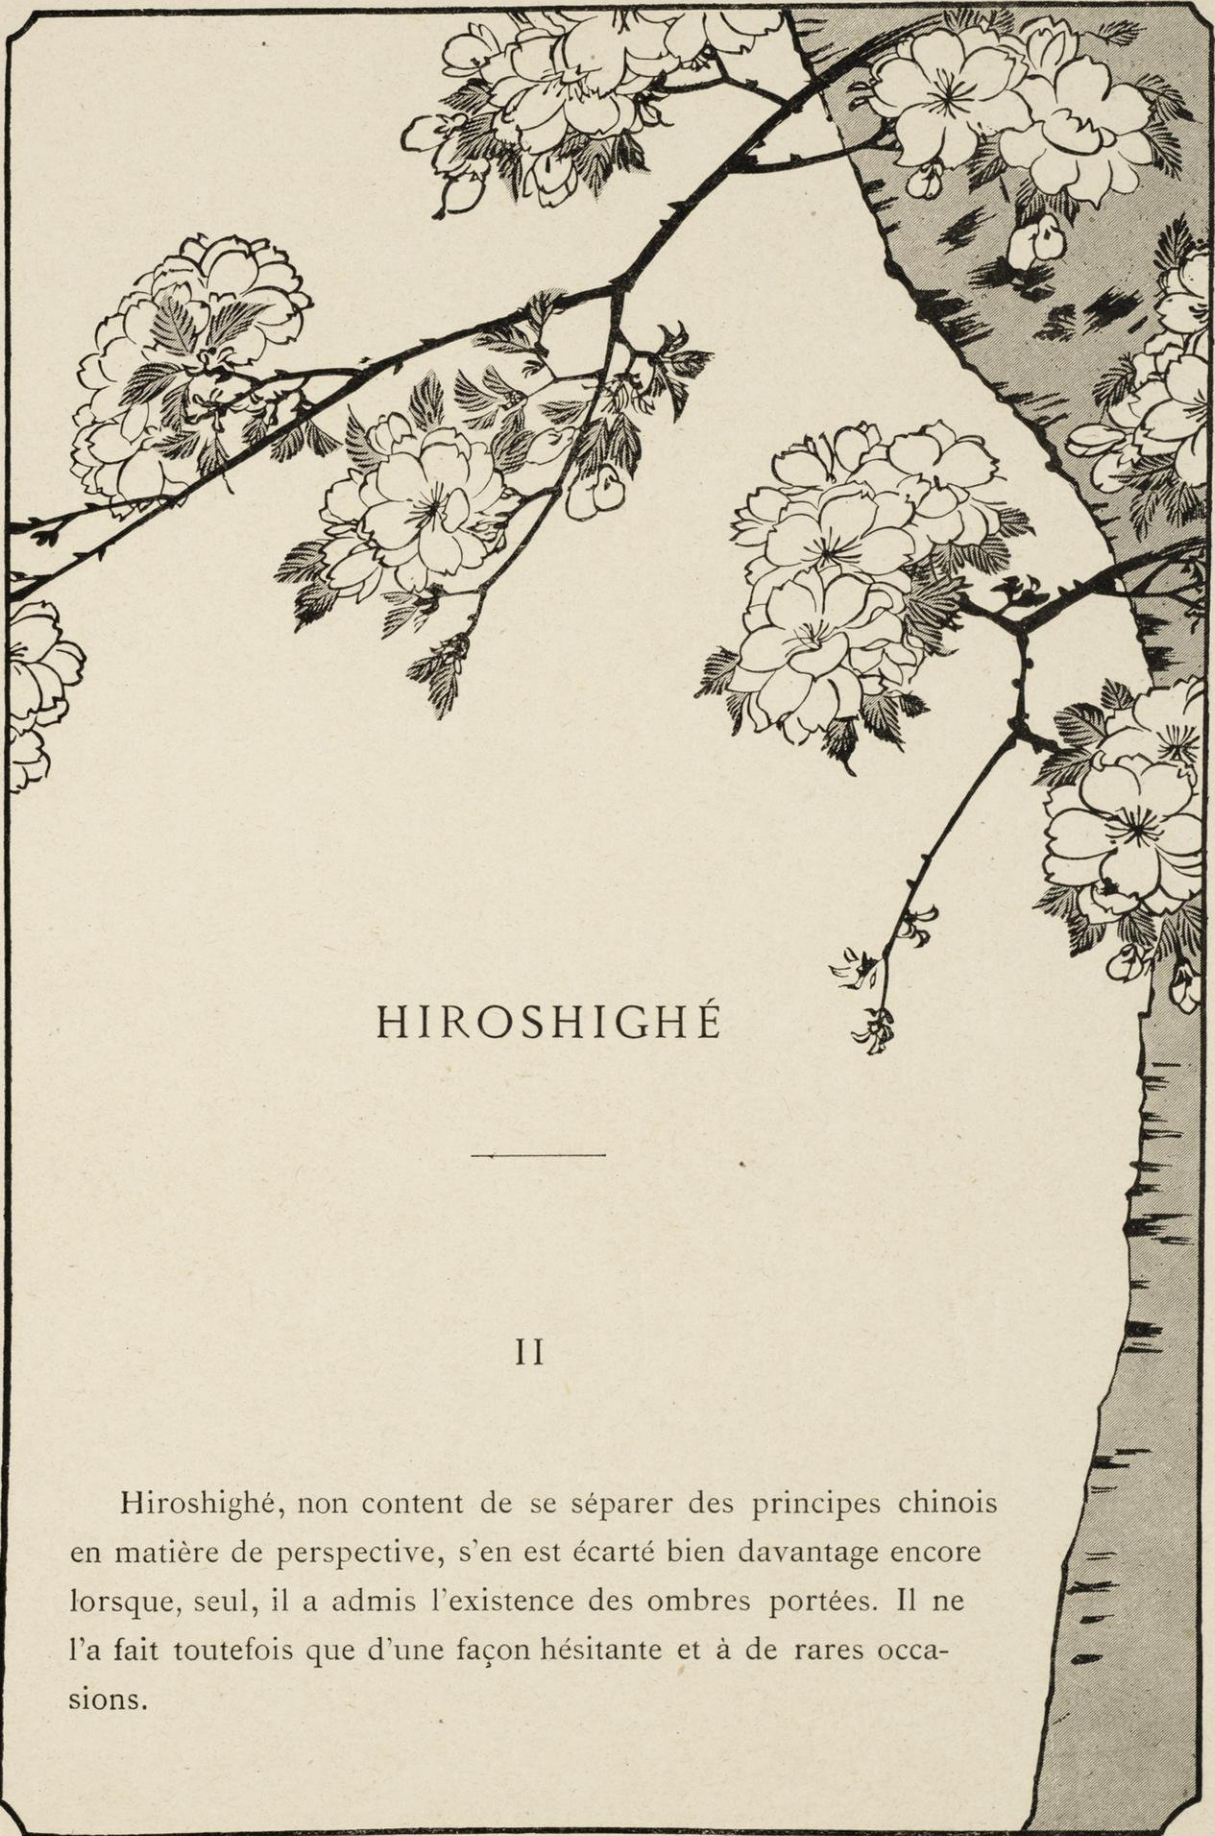 HIROSHIGHÉ
II
Hiroshighé, non content de se séparer des principes chinois
en matière de perspective, s'en est écarté bien davantage encore
lorsque, seul, il a admis l'existence des ombres portées. Il ne
l'a fait toutefois que d'une façon hésitante et à de rares occa-
sions.